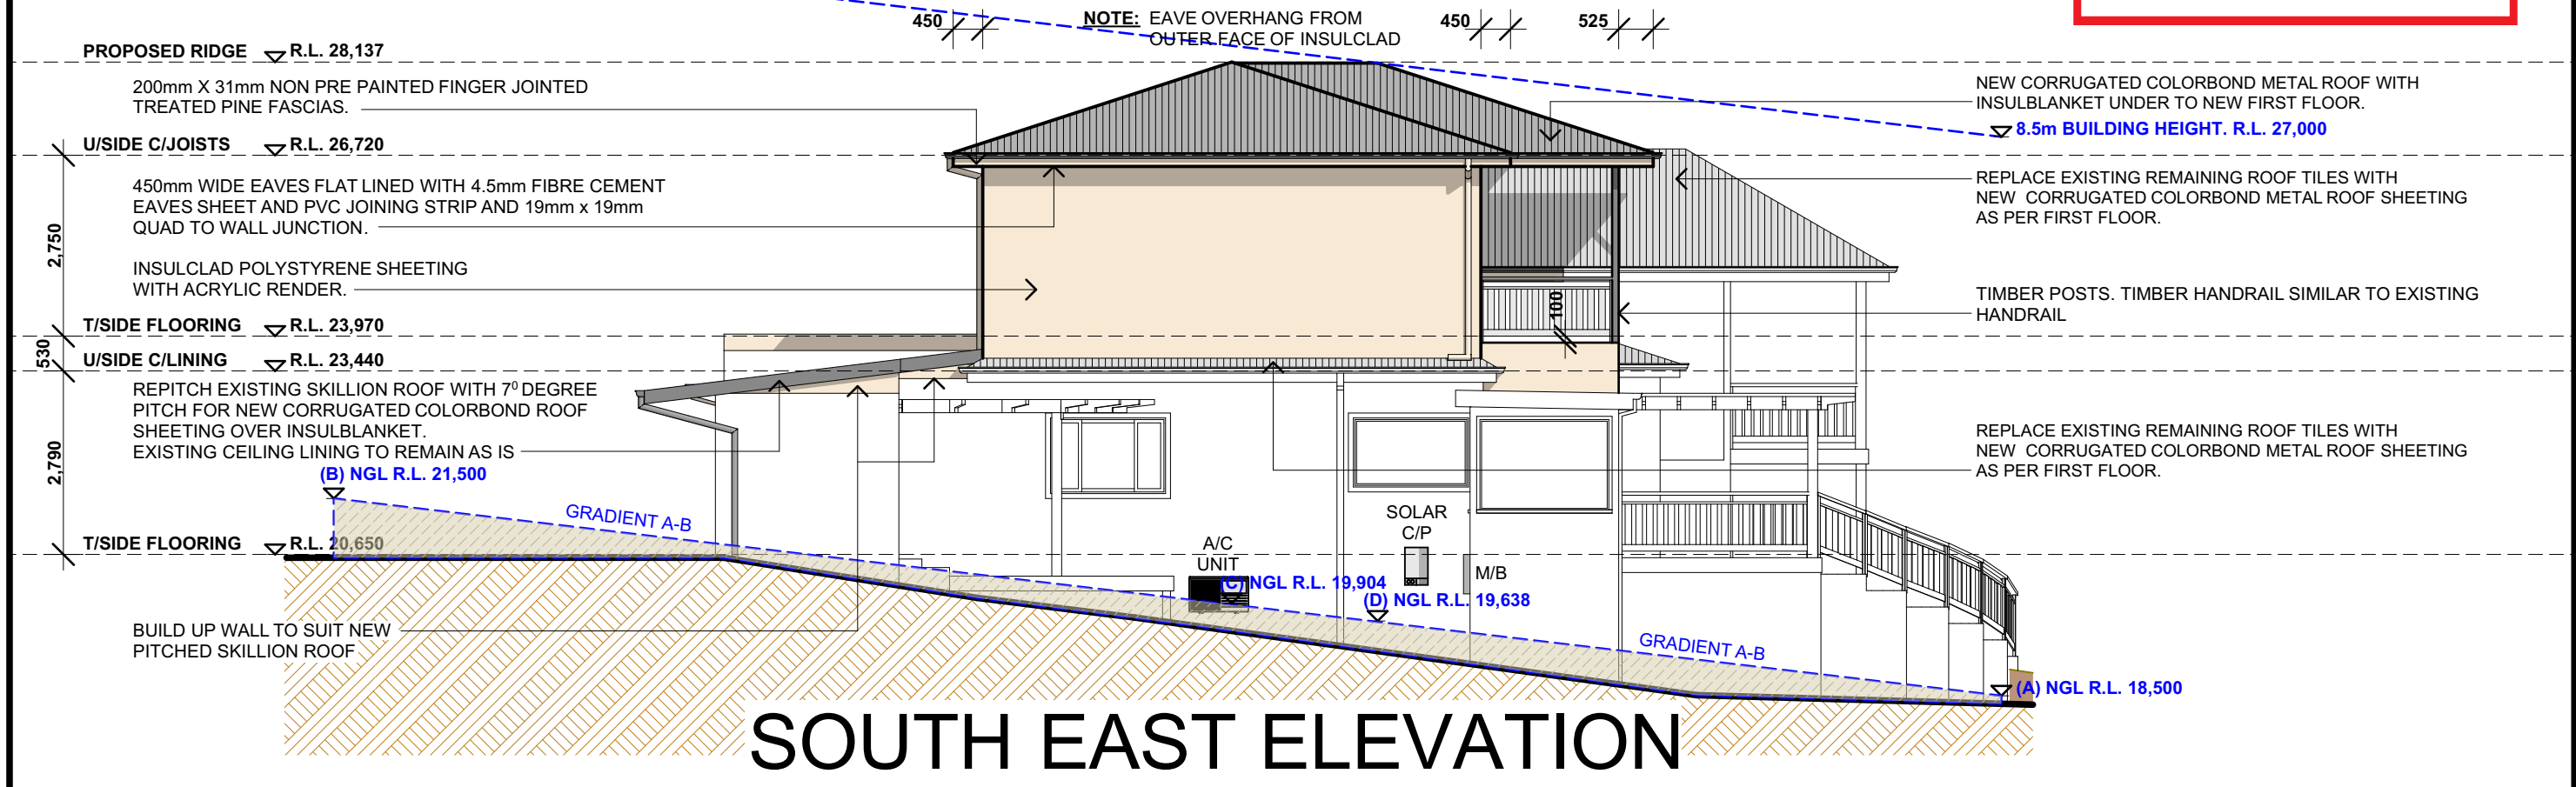 450
NOTE: EAVE OVERHANG FROM
OUTER FACE OF INSULCLAD
450
525
PROPOSED RIDGE R.L. 28,137
200mm X 31mm NON PRE PAINTED FINGER JOINTED
TREATED PINE FASCIAS.
NEW CORRUGATED COLORBOND METAL ROOF WITH
INSULBLANKET UNDER TO NEW FIRST FLOOR.
8.5m BUILDING HEIGHT. R.L. 27,000
U/SIDE C/JOISTS R.L. 26,720
450mm WIDE EAVES FLAT LINED WITH 4.5mm FIBRE CEMENT
EAVES SHEET AND PVC JOINING STRIP AND 19mm x 19mm
QUAD TO WALL JUNCTION.
REPLACE EXISTING REMAINING ROOF TILES WITH
NEW CORRUGATED COLORBOND METAL ROOF SHEETING
AS PER FIRST FLOOR.
2,750
INSULCLAD POLYSTYRENE SHEETING
WITH ACRYLIC RENDER.
100
TIMBER POSTS. TIMBER HANDRAIL SIMILAR TO EXISTING
HANDRAIL
T/SIDE FLOORING R.L. 23,970
530
U/SIDE C/LINING R.L. 23,440
REPITCH EXISTING SKILLION ROOF WITH 7⁰ DEGREE
PITCH FOR NEW CORRUGATED COLORBOND ROOF
SHEETING OVER INSULBLANKET.
EXISTING CEILING LINING TO REMAIN AS IS
REPLACE EXISTING REMAINING ROOF TILES WITH
NEW CORRUGATED COLORBOND METAL ROOF SHEETING
AS PER FIRST FLOOR.
2,790
(B) NGL R.L. 21,500
GRADIENT A-B
SOLAR
C/P
T/SIDE FLOORING R.L. 20,650
A/C
UNIT
M/B
(C) NGL R.L. 19,904
(D) NGL R.L. 19,638
BUILD UP WALL TO SUIT NEW
PITCHED SKILLION ROOF
GRADIENT A-B
(A) NGL R.L. 18,500
SOUTH EAST ELEVATION